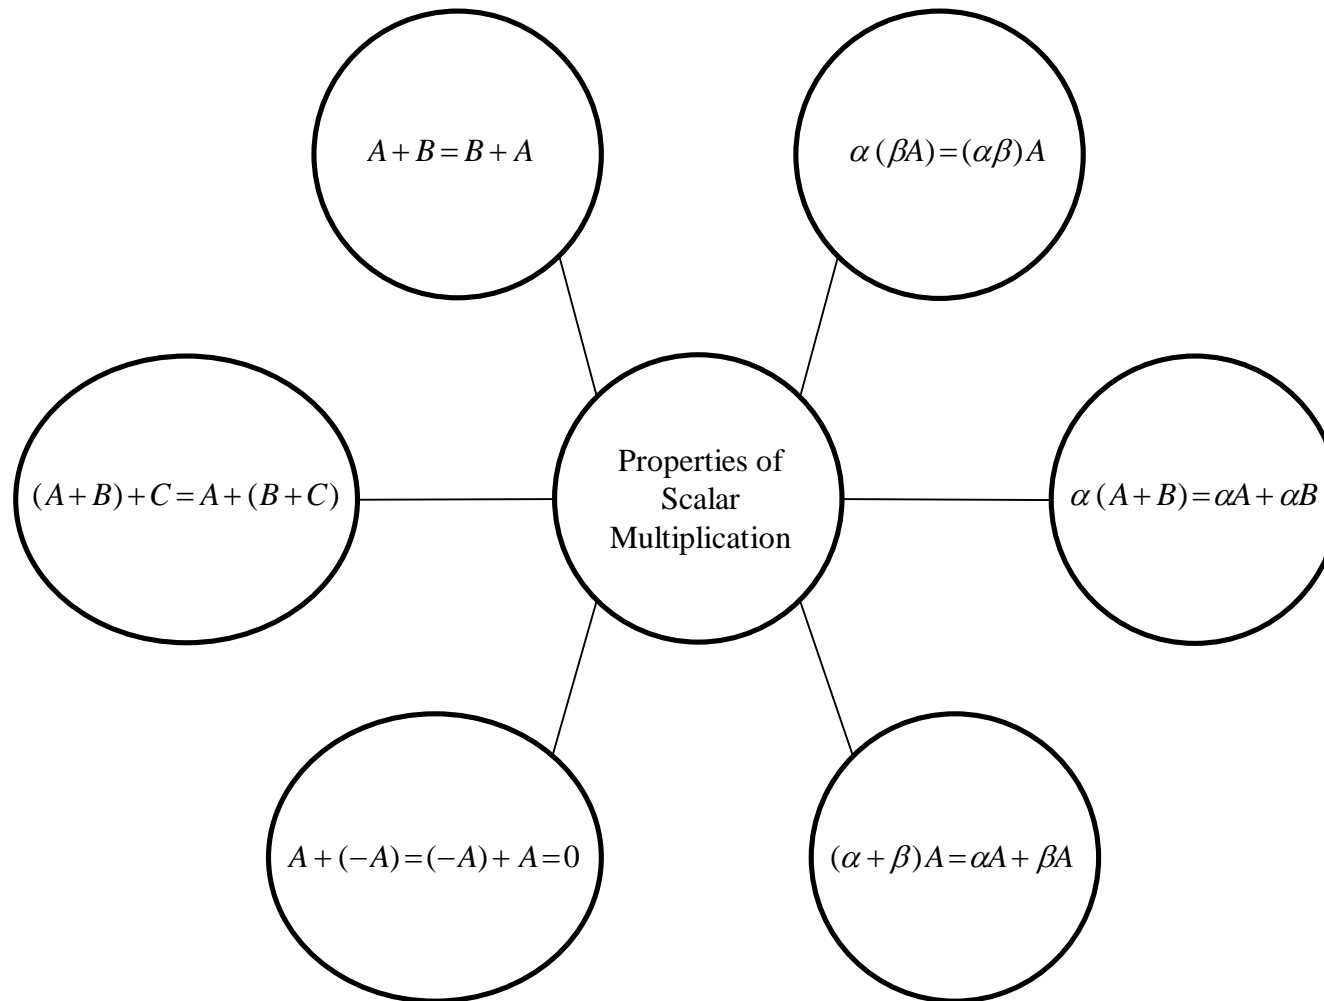 A + B = B + A
α (βA) = (αβ) A
(A + B) + C = A + (B + C)
Properties of
Scalar
Multiplication
α (A + B) = αA + αB
A + (−A) = (−A) + A = 0
(α + β) A = αA + βA